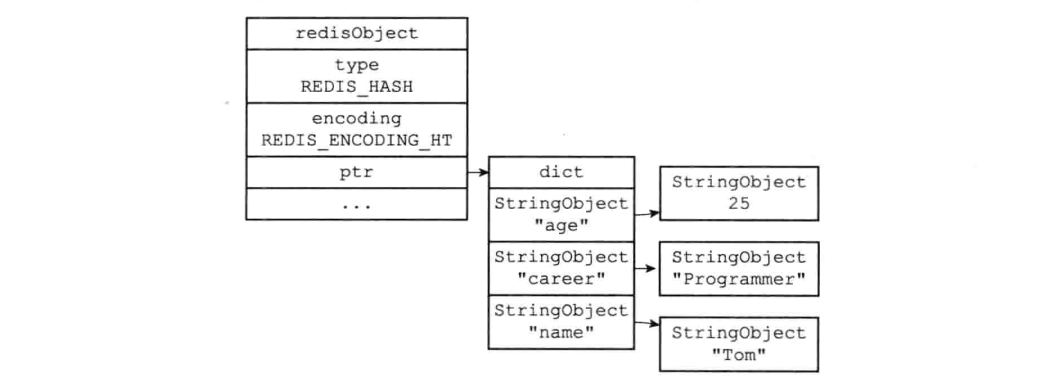 redisObject
type
REDIS_HASH
encoding
REDIS_ENCODING_HT
ptr
...
dict
StringObject
"age"
StringObject
"career"
StringObject
"name"
StringObject
25
StringObject
"Programmer"
StringObject
"Tom"